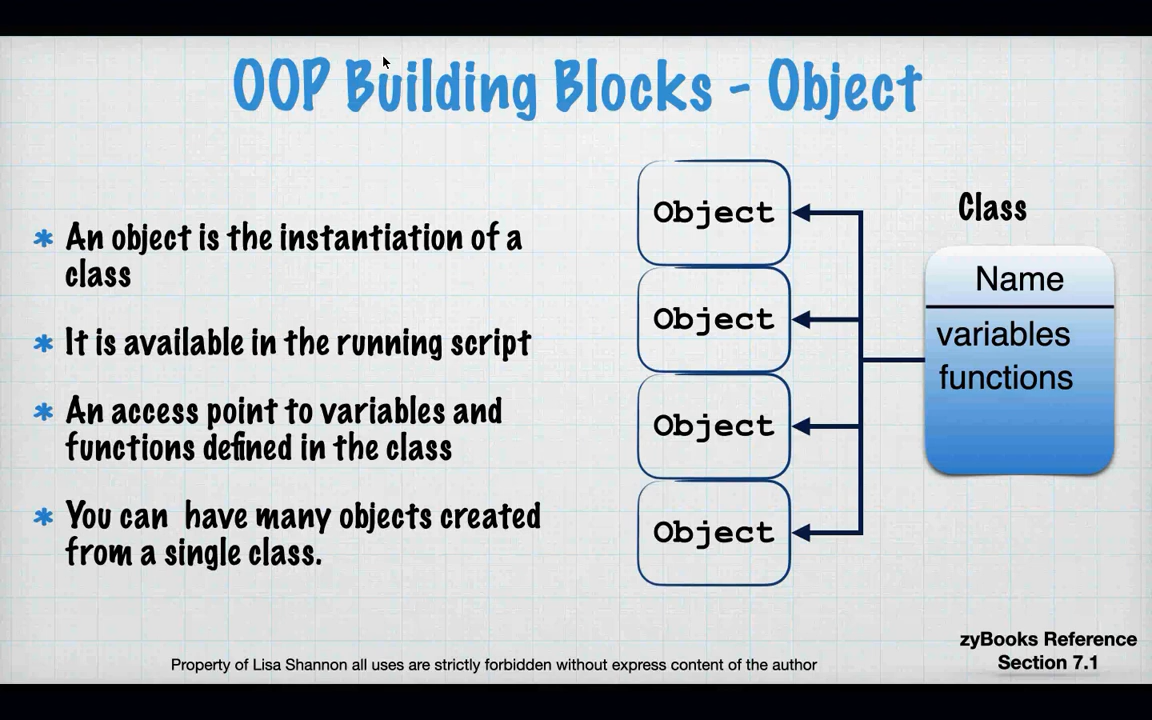 OOP Building Blocks - Object
* An object is the instantiation of a
class
* It is available in the running script
* An access point to variables and
functions defined in the class
* You can  have many objects created
from a single class.
Object
Object
Object
Object
Class
Name
variables
functions
zyBooks Reference
Section 7.1
Property of Lisa Shannon all uses are strictly forbidden without express content of the author